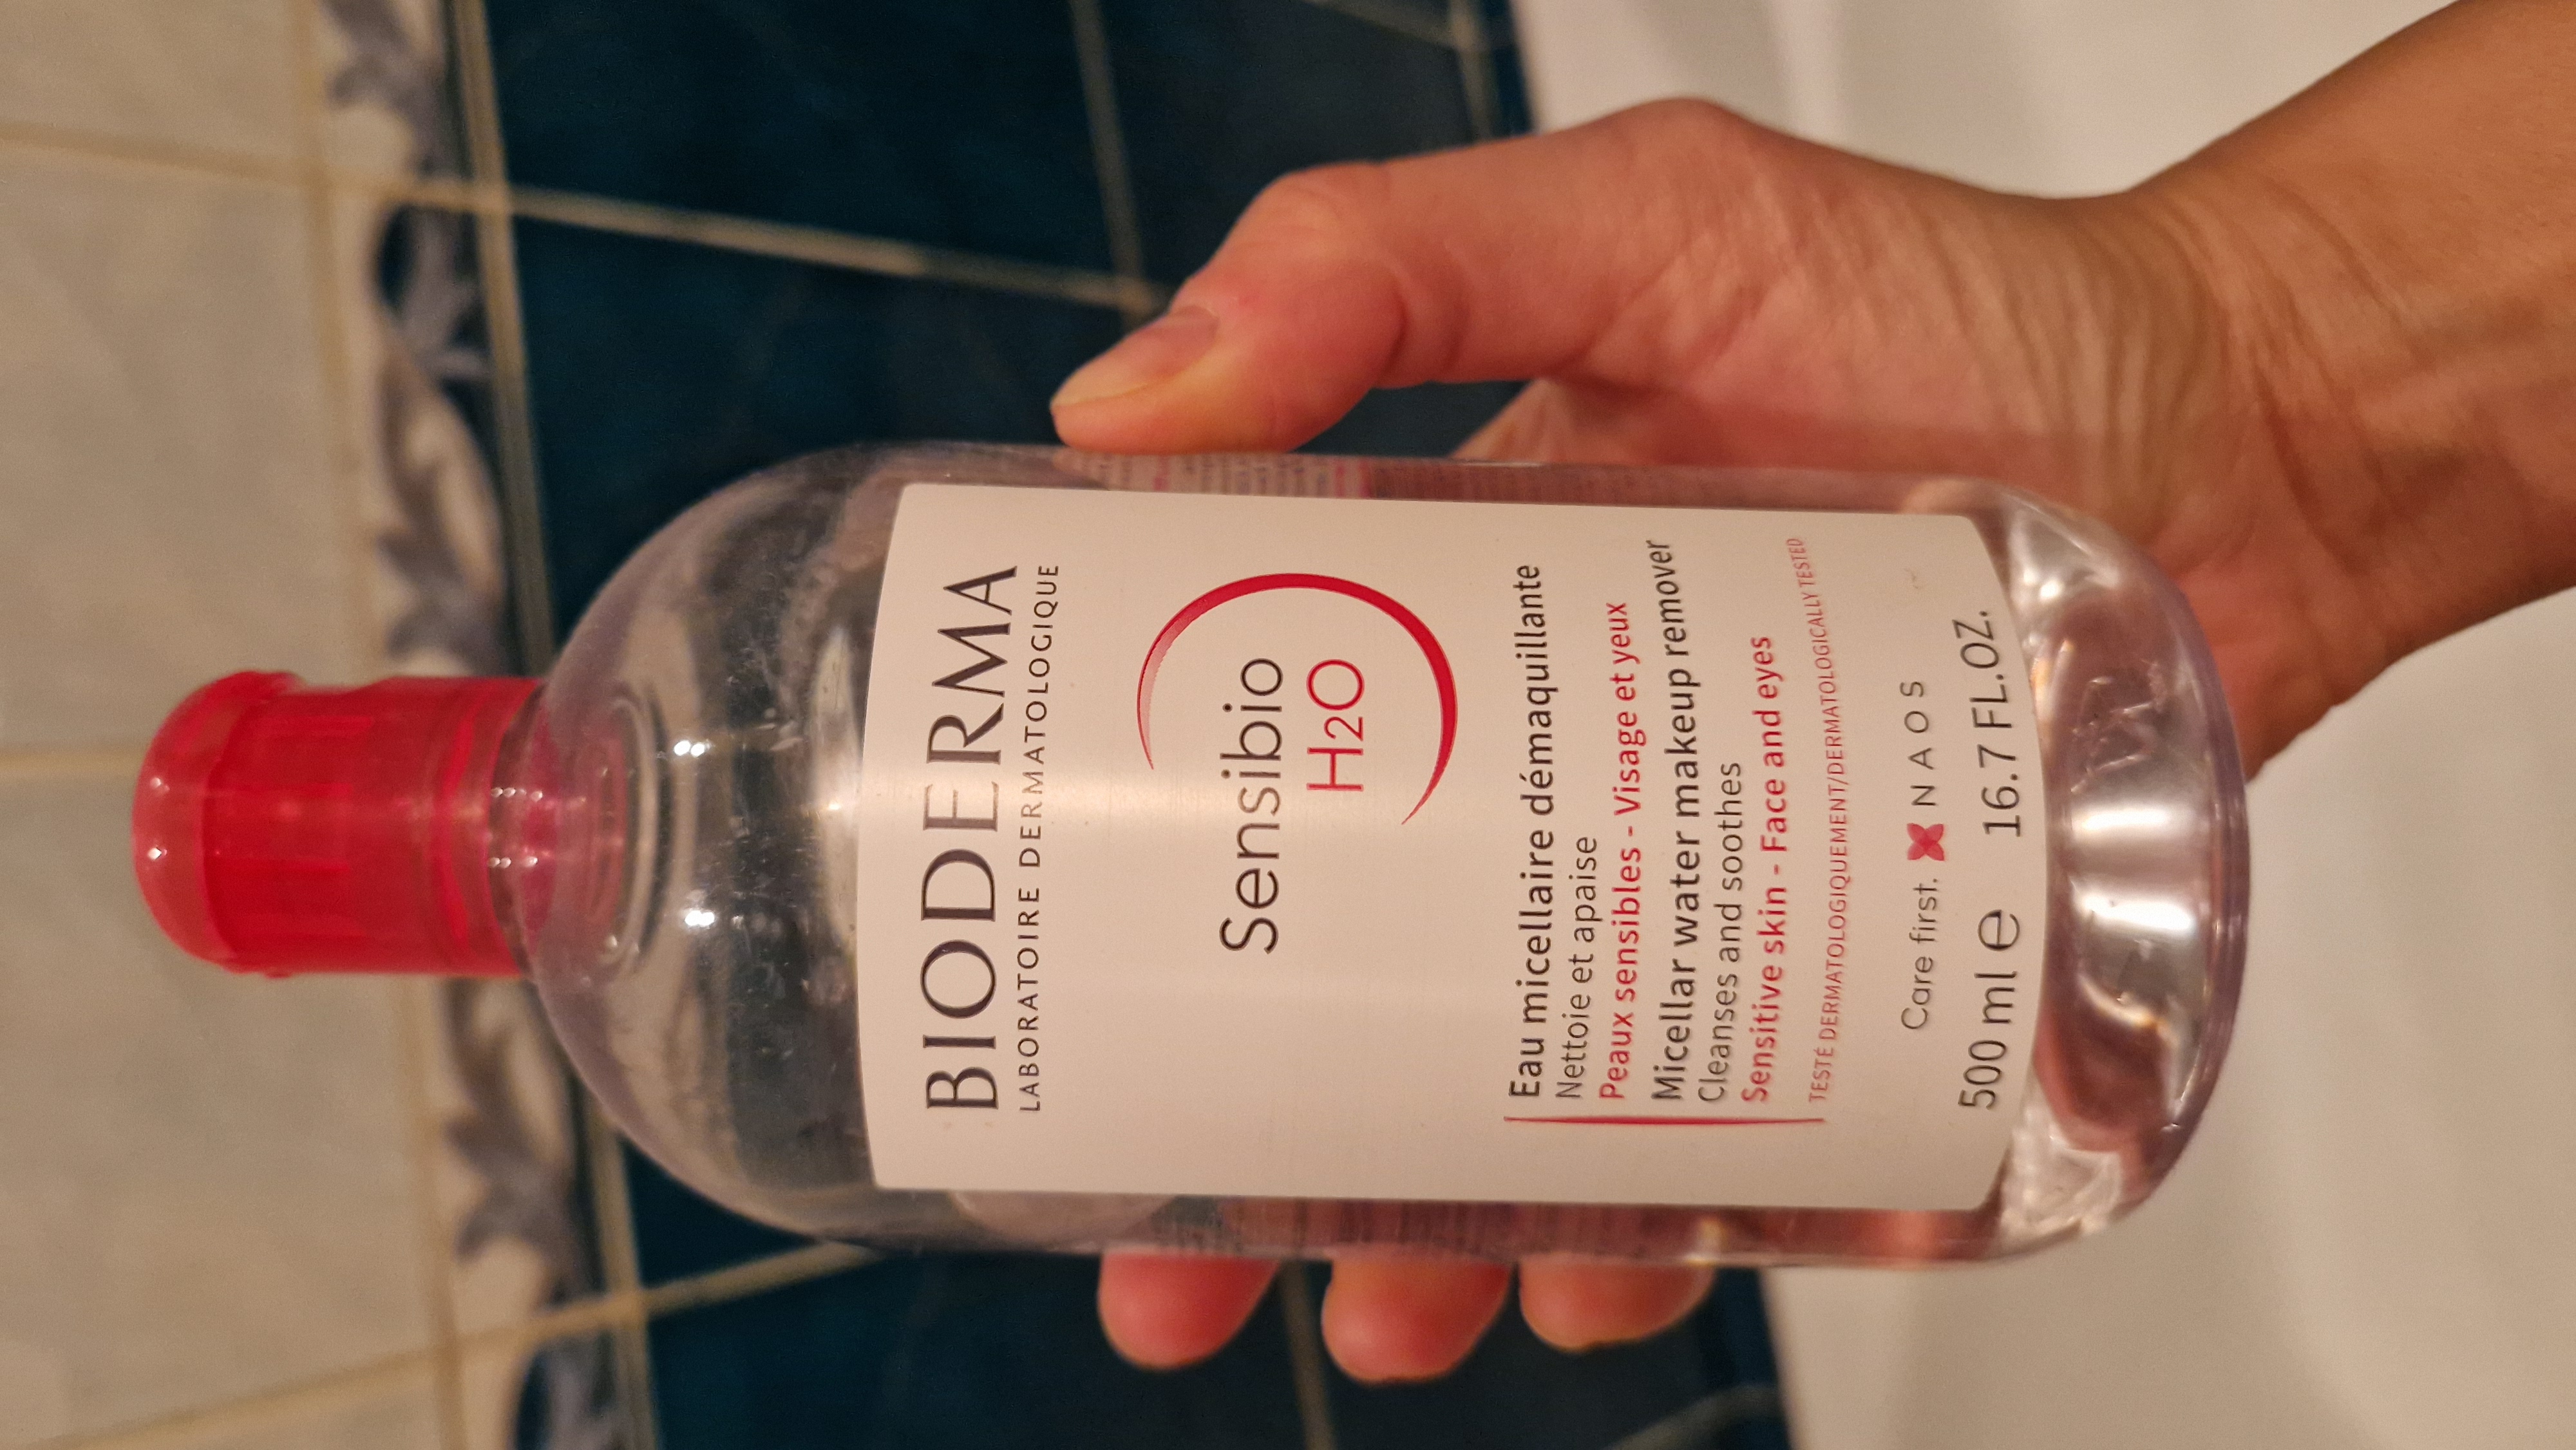 BIODERMA
LABORATOIRE DERMATOLOGIQUE
Sensibio
H2O
Eau micellaire démaquillante
Nettoie et apaise
Peaux sensibles - Visage et yeux
Micellar water makeup remover
Cleanses and soothes
Sensitive skin - Face and eyes
TESTÉ DERMATOLOGIQUEMENT/DERMATOLOGICALLY TESTED
Care first. NAOS
500 ml e 16.7 FL.OZ.